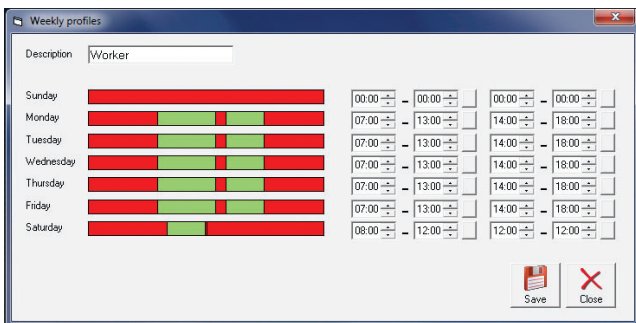 Weekly profiles
Description Worker
Sunday 00:00 - 00:00 00:00 - 00:00
Monday 07:00 - 13:00 14:00 - 18:00
Tuesday 07:00 - 13:00 14:00 - 18:00
Wednesday 07:00 - 13:00 14:00 - 18:00
Thursday 07:00 - 13:00 14:00 - 18:00
Friday 07:00 - 13:00 14:00 - 18:00
Saturday 08:00 - 12:00 12:00 - 12:00
Save Close